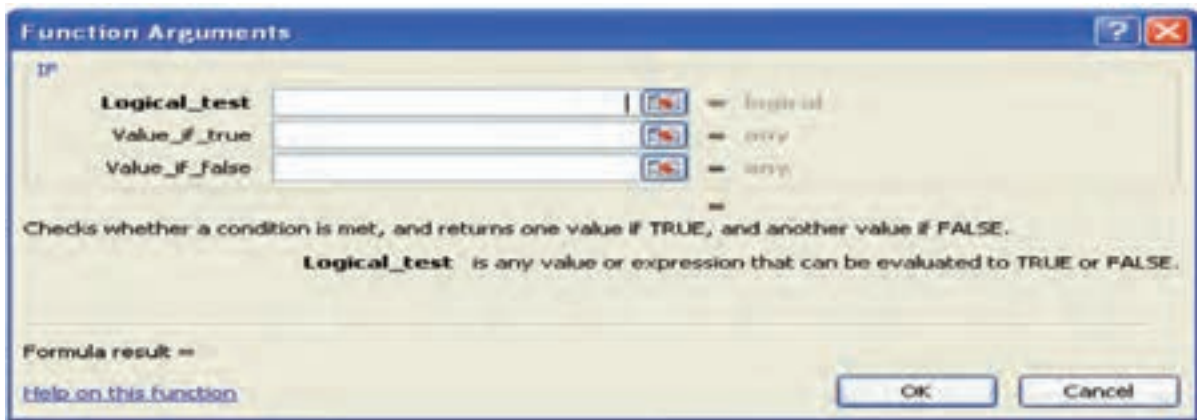 Function Arguments
IF
Logical_test = logical
Value_if_true = any
Value_if_false = any
=
Checks whether a condition is met, and returns one value if TRUE, and another value if FALSE.
Logical_test is any value or expression that can be evaluated to TRUE or FALSE.
Formula result =
Help on this function OK Cancel